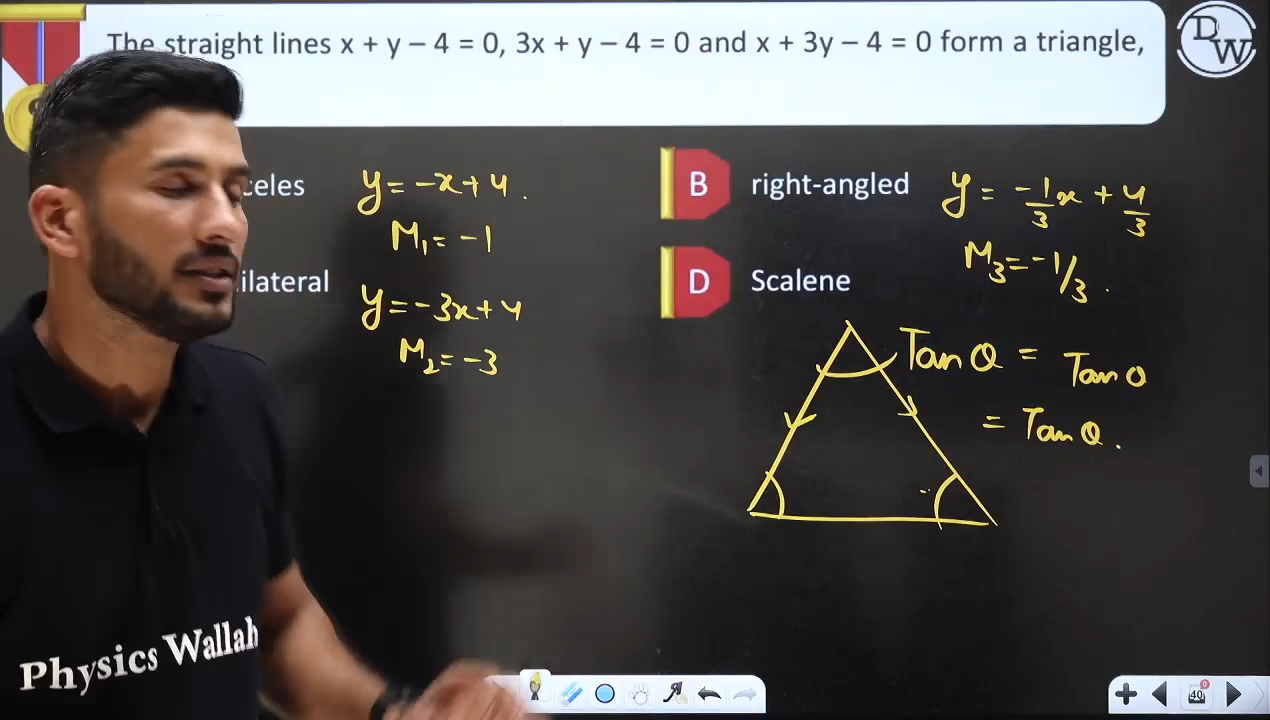 The straight lines x + y – 4 = 0, 3x + y – 4 = 0 and x + 3y – 4 = 0 form a triangle,
PW
celes
y = -x + 4.
M₁ = -1
B right-angled
y = -1/3 x + 4/3
M₃ = -1/3.
ilateral
y = -3x + 4
M₂ = -3
D Scalene
Tan θ = Tan θ
= Tan θ.
Physics Wallah
40